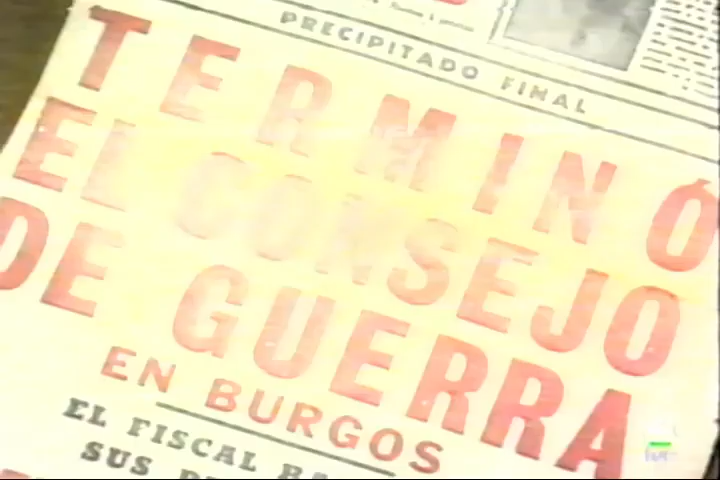 PRECIPITADO FINAL
TERMINÓ
EL CONSEJO
DE GUERRA
EN BURGOS
EL FISCAL
SUS